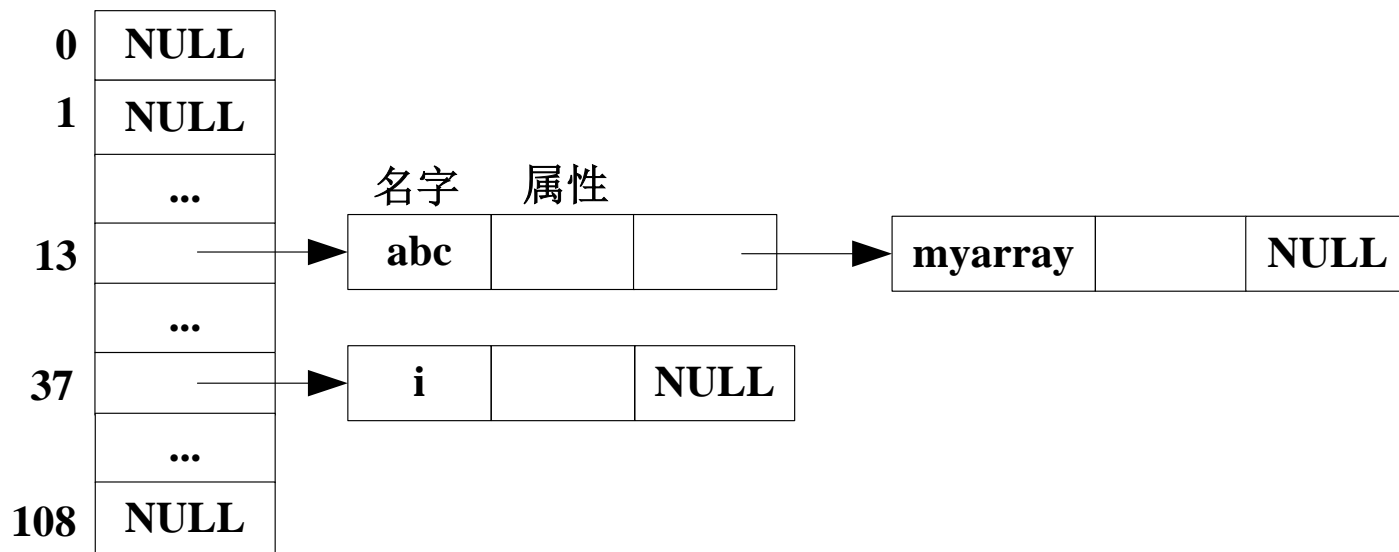 0 NULL
1 NULL
...
名字 属性
13 abc myarray NULL
...
37 i NULL
...
108 NULL